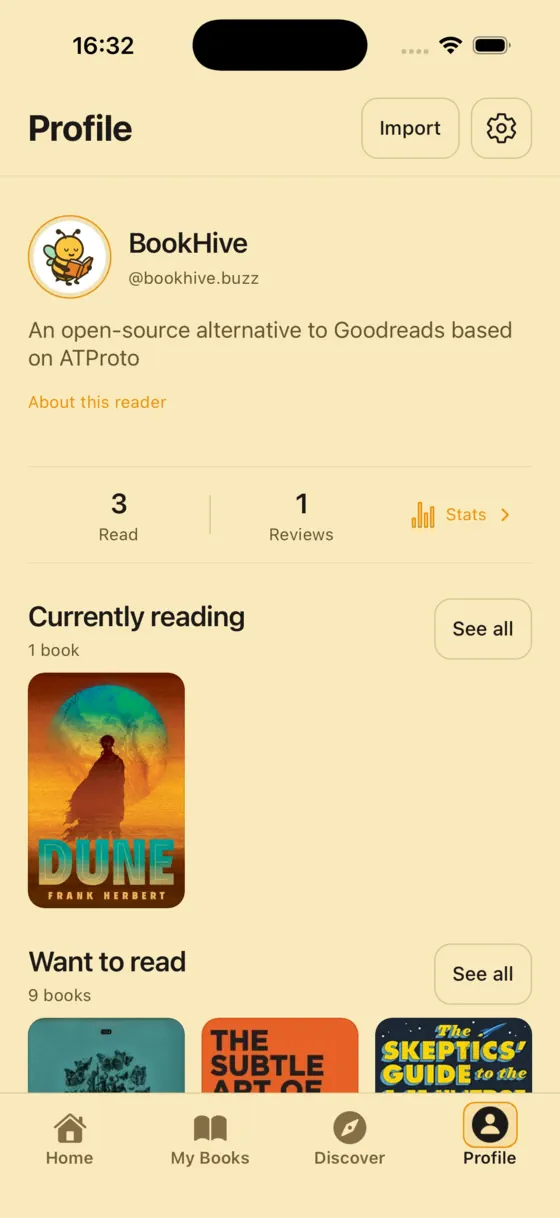 16:32
Profile
Import
BookHive
@bookhive.buzz
An open-source alternative to Goodreads based
on ATProto
About this reader
3
Read
1
Reviews
Stats
Currently reading
1 book
See all
DUNE
FRANK HERBERT
Want to read
9 books
See all
THE
SUBTLE
ART OF
The
SKEPTICS'
GUIDE to the
Home
My Books
Discover
Profile